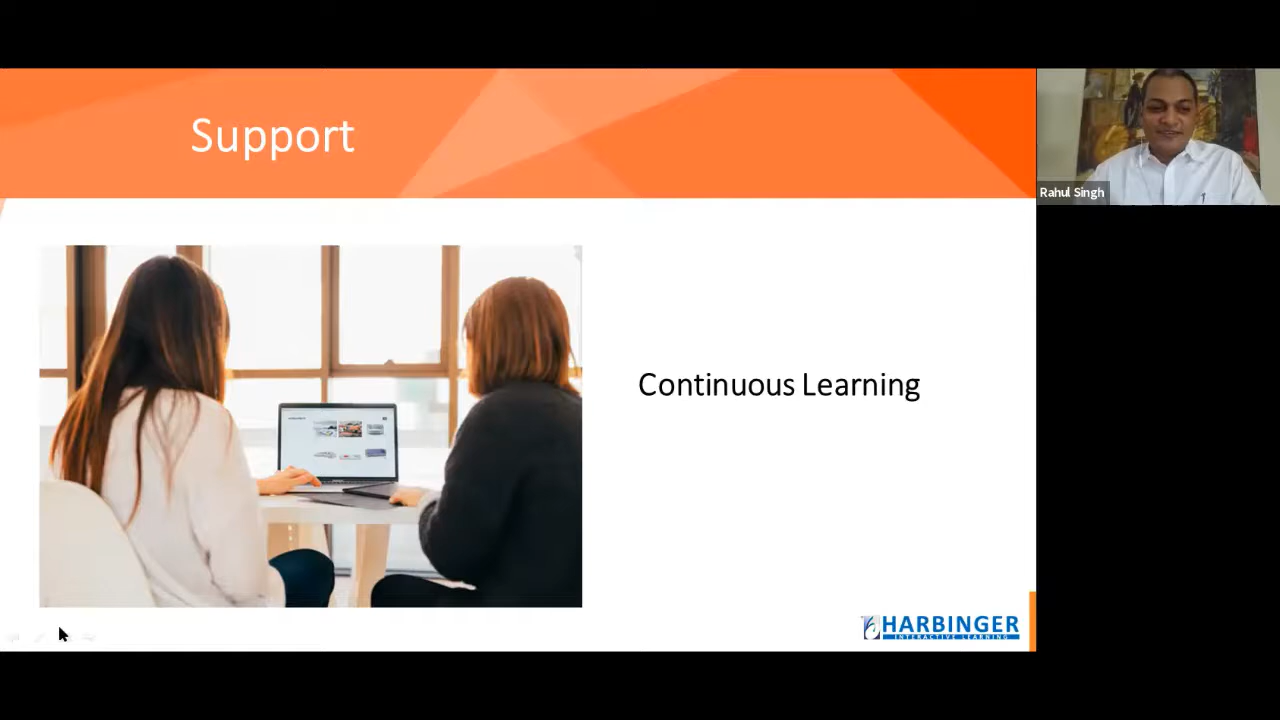 Support
Rahul Singh
Continuous Learning
HARBINGER
INTERACTIVE LEARNING